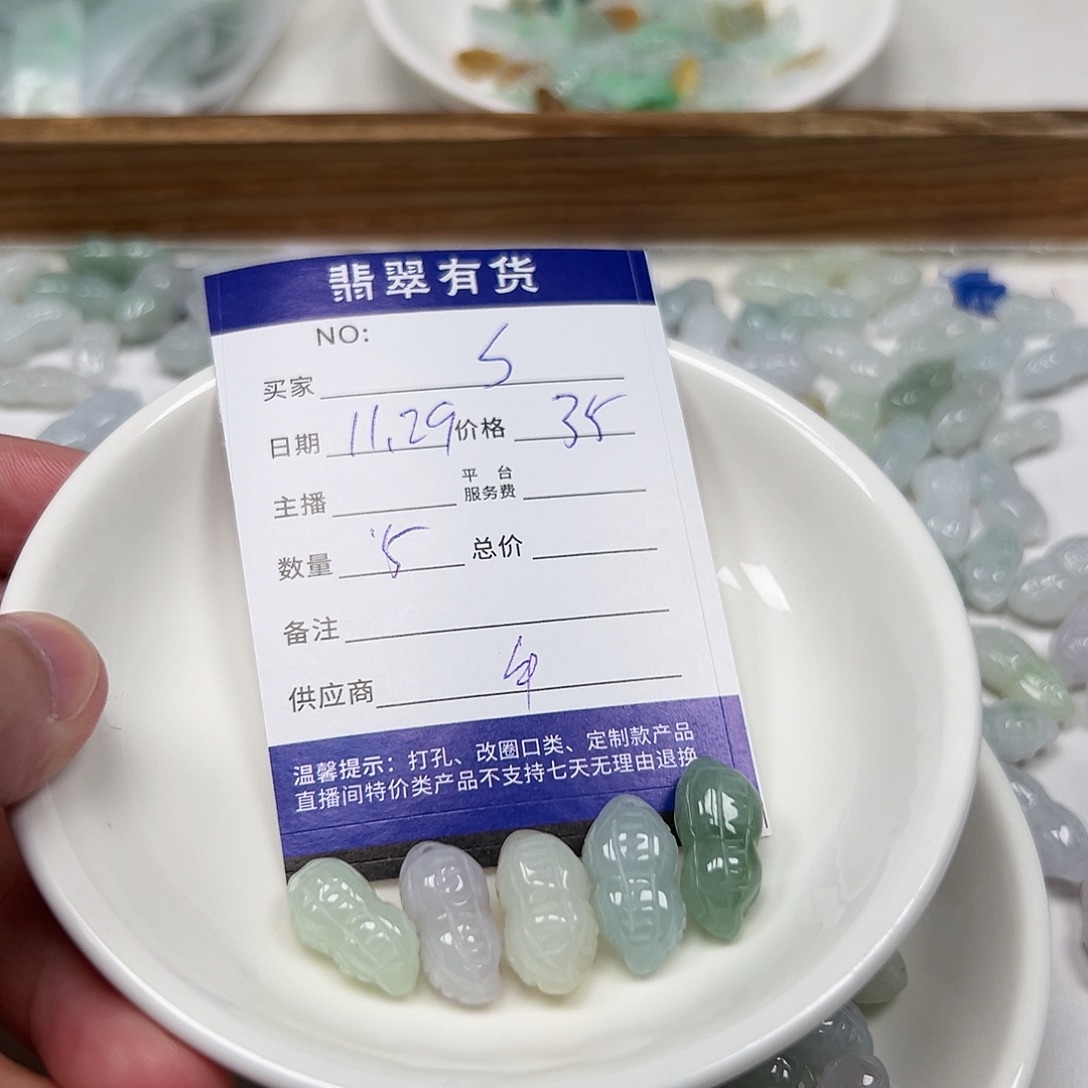 翡翠有货
NO:
买家 S
日期 11.29 价格 35
主播 平台服务费
数量 5 总价
备注
供应商
温馨提示：打孔、改圈口类、定制款产品
直播间特价类产品不支持七天无理由退换